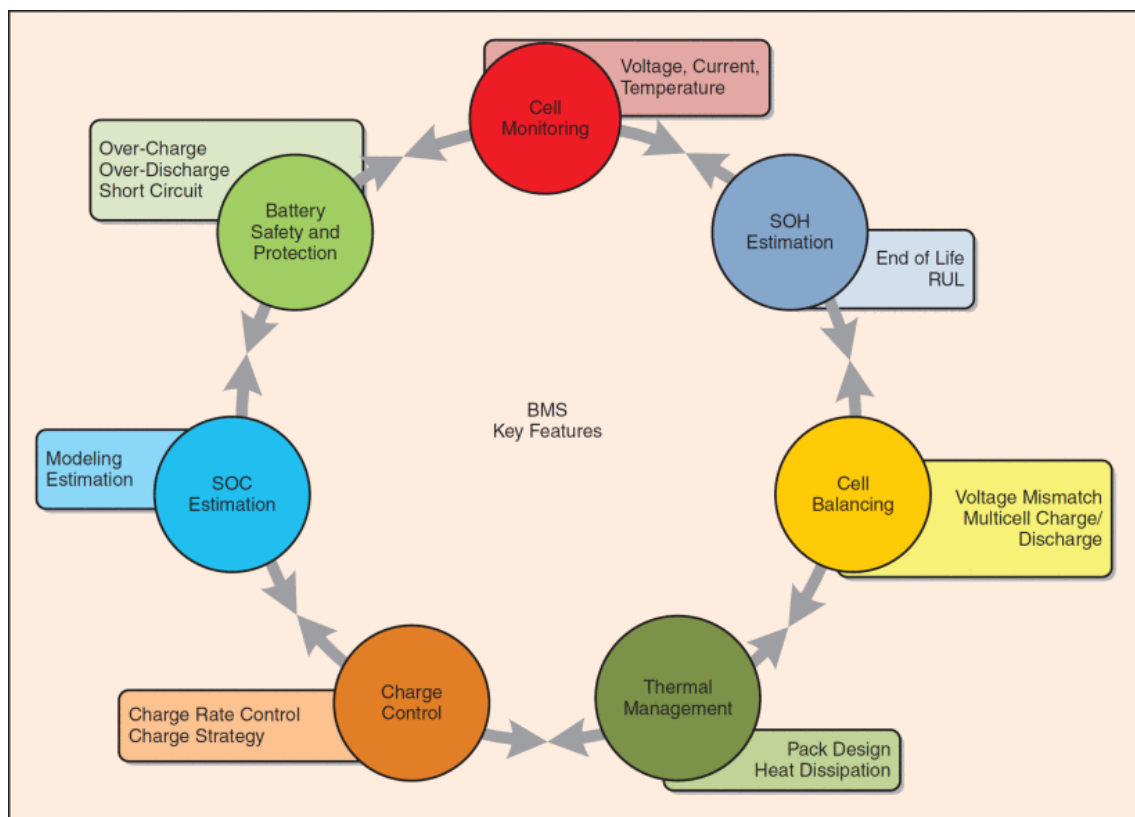 Cell
Monitoring
Voltage, Current,
Temperature
Over-Charge
Over-Discharge
Short Circuit
Battery
Safety and
Protection
SOH
Estimation
End of Life
RUL
BMS
Key Features
Modeling
Estimation
SOC
Estimation
Cell
Balancing
Voltage Mismatch
Multicell Charge/
Discharge
Charge Rate Control
Charge Strategy
Charge
Control
Thermal
Management
Pack Design
Heat Dissipation